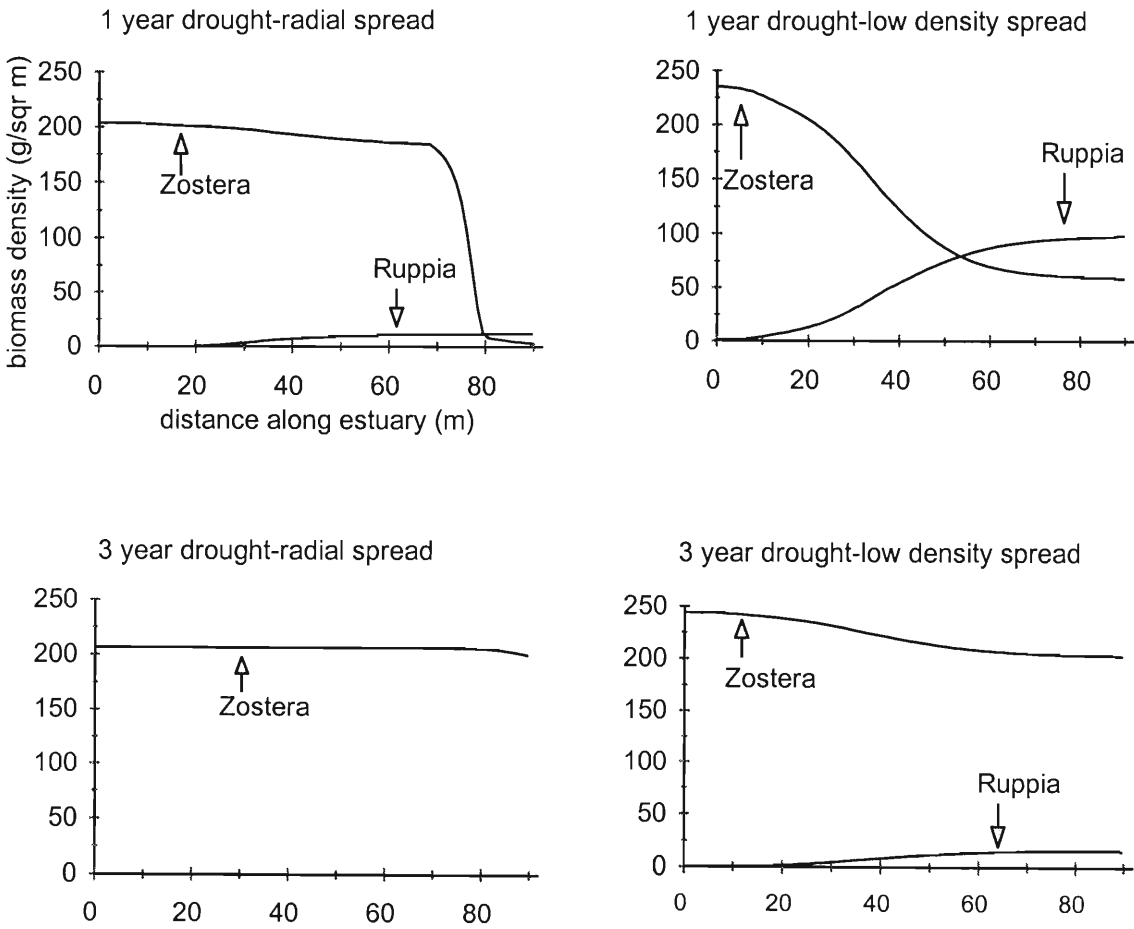 1 year drought-radial spread
biomass density (g/sqr m)
250
200
150
100
50
0
Zostera
Ruppia
0 20 40 60 80
distance along estuary (m)
1 year drought-low density spread
250
200
150
100
50
0
Zostera
Ruppia
0 20 40 60 80
3 year drought-radial spread
250
200
150
100
50
0
Zostera
0 20 40 60 80
3 year drought-low density spread
250
200
150
100
50
0
Zostera
Ruppia
0 20 40 60 80